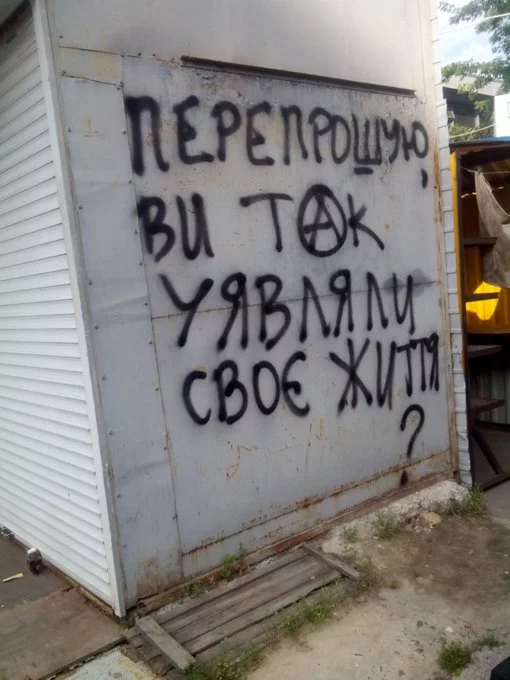 ПЕРЕПРОШУЮ,
ВИ ТАК
УЯВЛЯЛИ
СВОЄ ЖИТТЯ
?